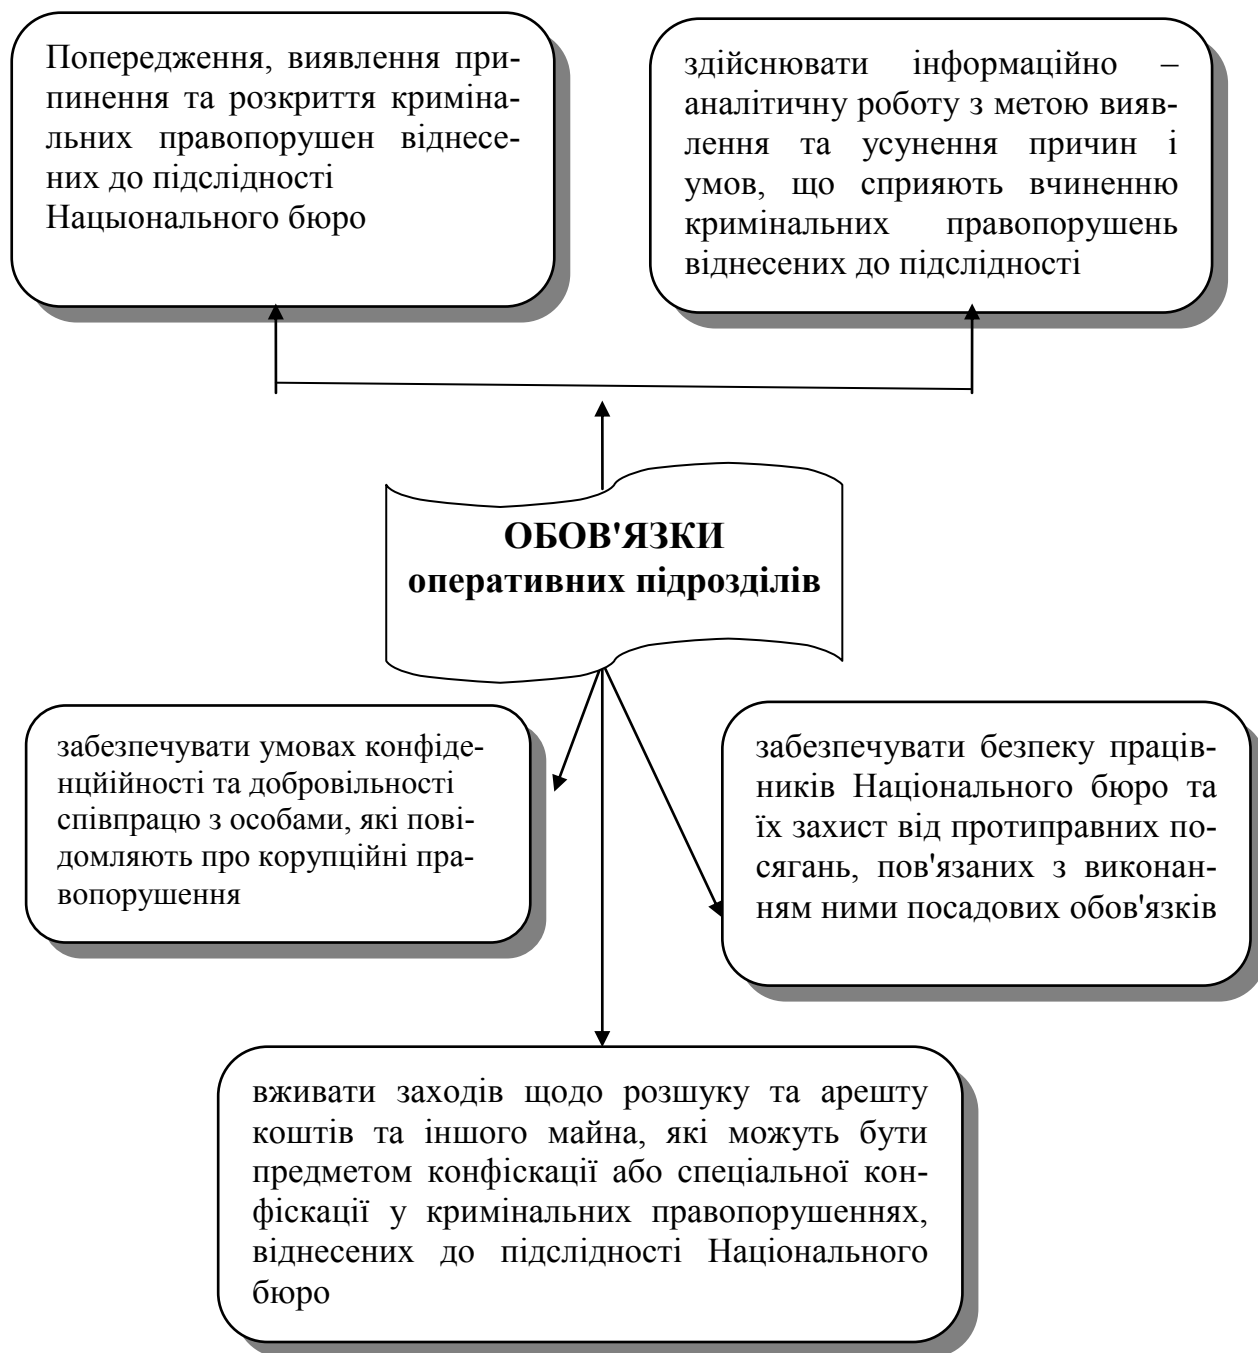 Попередження, виявлення при-
пинення та розкриття криміна-
льних правопорушен віднесе-
них до підслідності
Нацыонального бюро
здійснювати інформаційно –
аналітичну роботу з метою вияв-
лення та усунення причин і
умов, що сприяють вчиненню
кримінальних правопорушень
віднесених до підслідності
ОБОВ'ЯЗКИ
оперативних підрозділів
забезпечувати умовах конфіде-
нційійності та добровільності
співпрацю з особами, які пові-
домляють про корупційні пра-
вопорушення
забезпечувати безпеку праців-
ників Національного бюро та
їх захист від протиправних по-
сягань, пов'язаних з виконан-
ням ними посадових обов'язків
вживати заходів щодо розшуку та арешту
коштів та іншого майна, які можуть бути
предметом конфіскації або спеціальної кон-
фіскації у кримінальних правопорушеннях,
віднесених до підслідності Національного
бюро